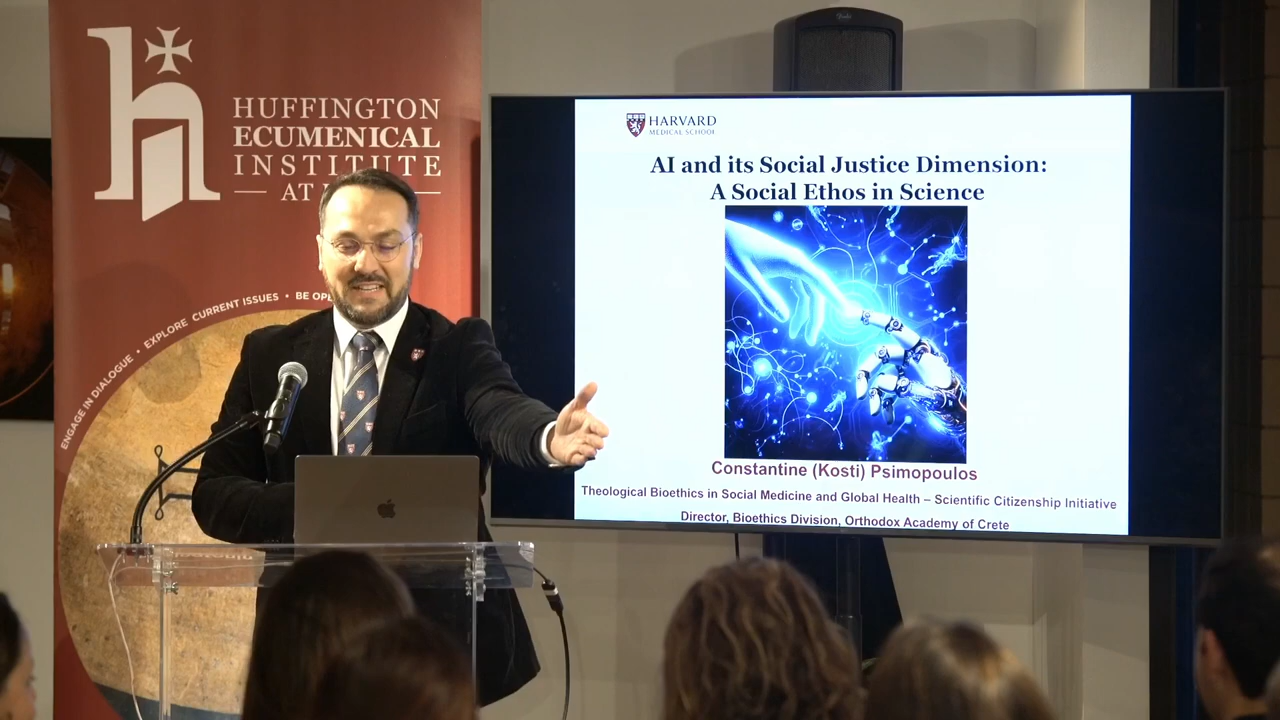 HUFFINGTON
ECUMENICAL
INSTITUTE
AT
ENGAGE IN DIALOGUE • EXPLORE CURRENT ISSUES • BE
HARVARD
MEDICAL SCHOOL
AI and its Social Justice Dimension:
A Social Ethos in Science
Constantine (Kosti) Psimopoulos
Theological Bioethics in Social Medicine and Global Health – Scientific Citizenship Initiative
Director, Bioethics Division, Orthodox Academy of Crete